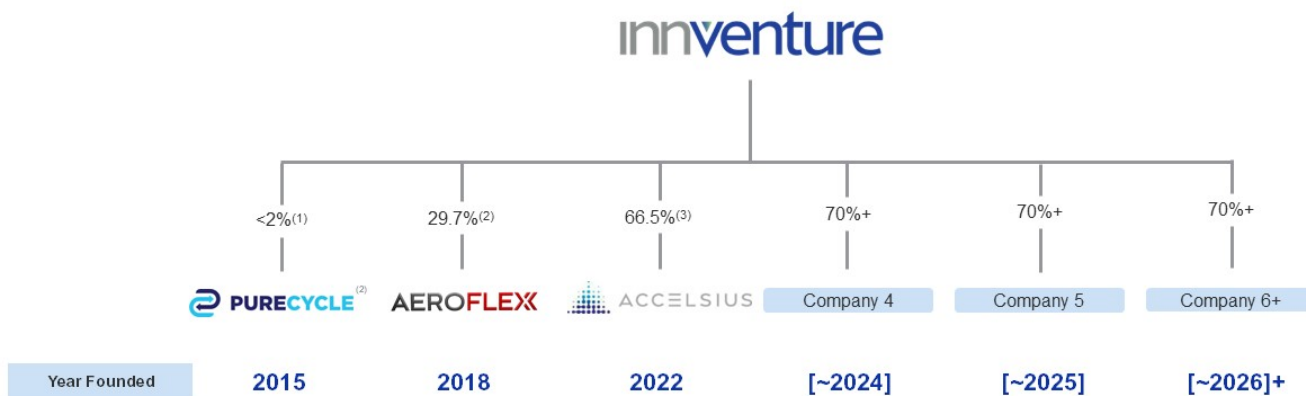 innventure
<2%(1) 29.7%(2) 66.5%(3) 70%+ 70%+ 70%+
PURECYCLE(2) AEROFLEXX ACCELSIUS Company 4 Company 5 Company 6+
Year Founded 2015 2018 2022 [~2024] [~2025] [~2026]+